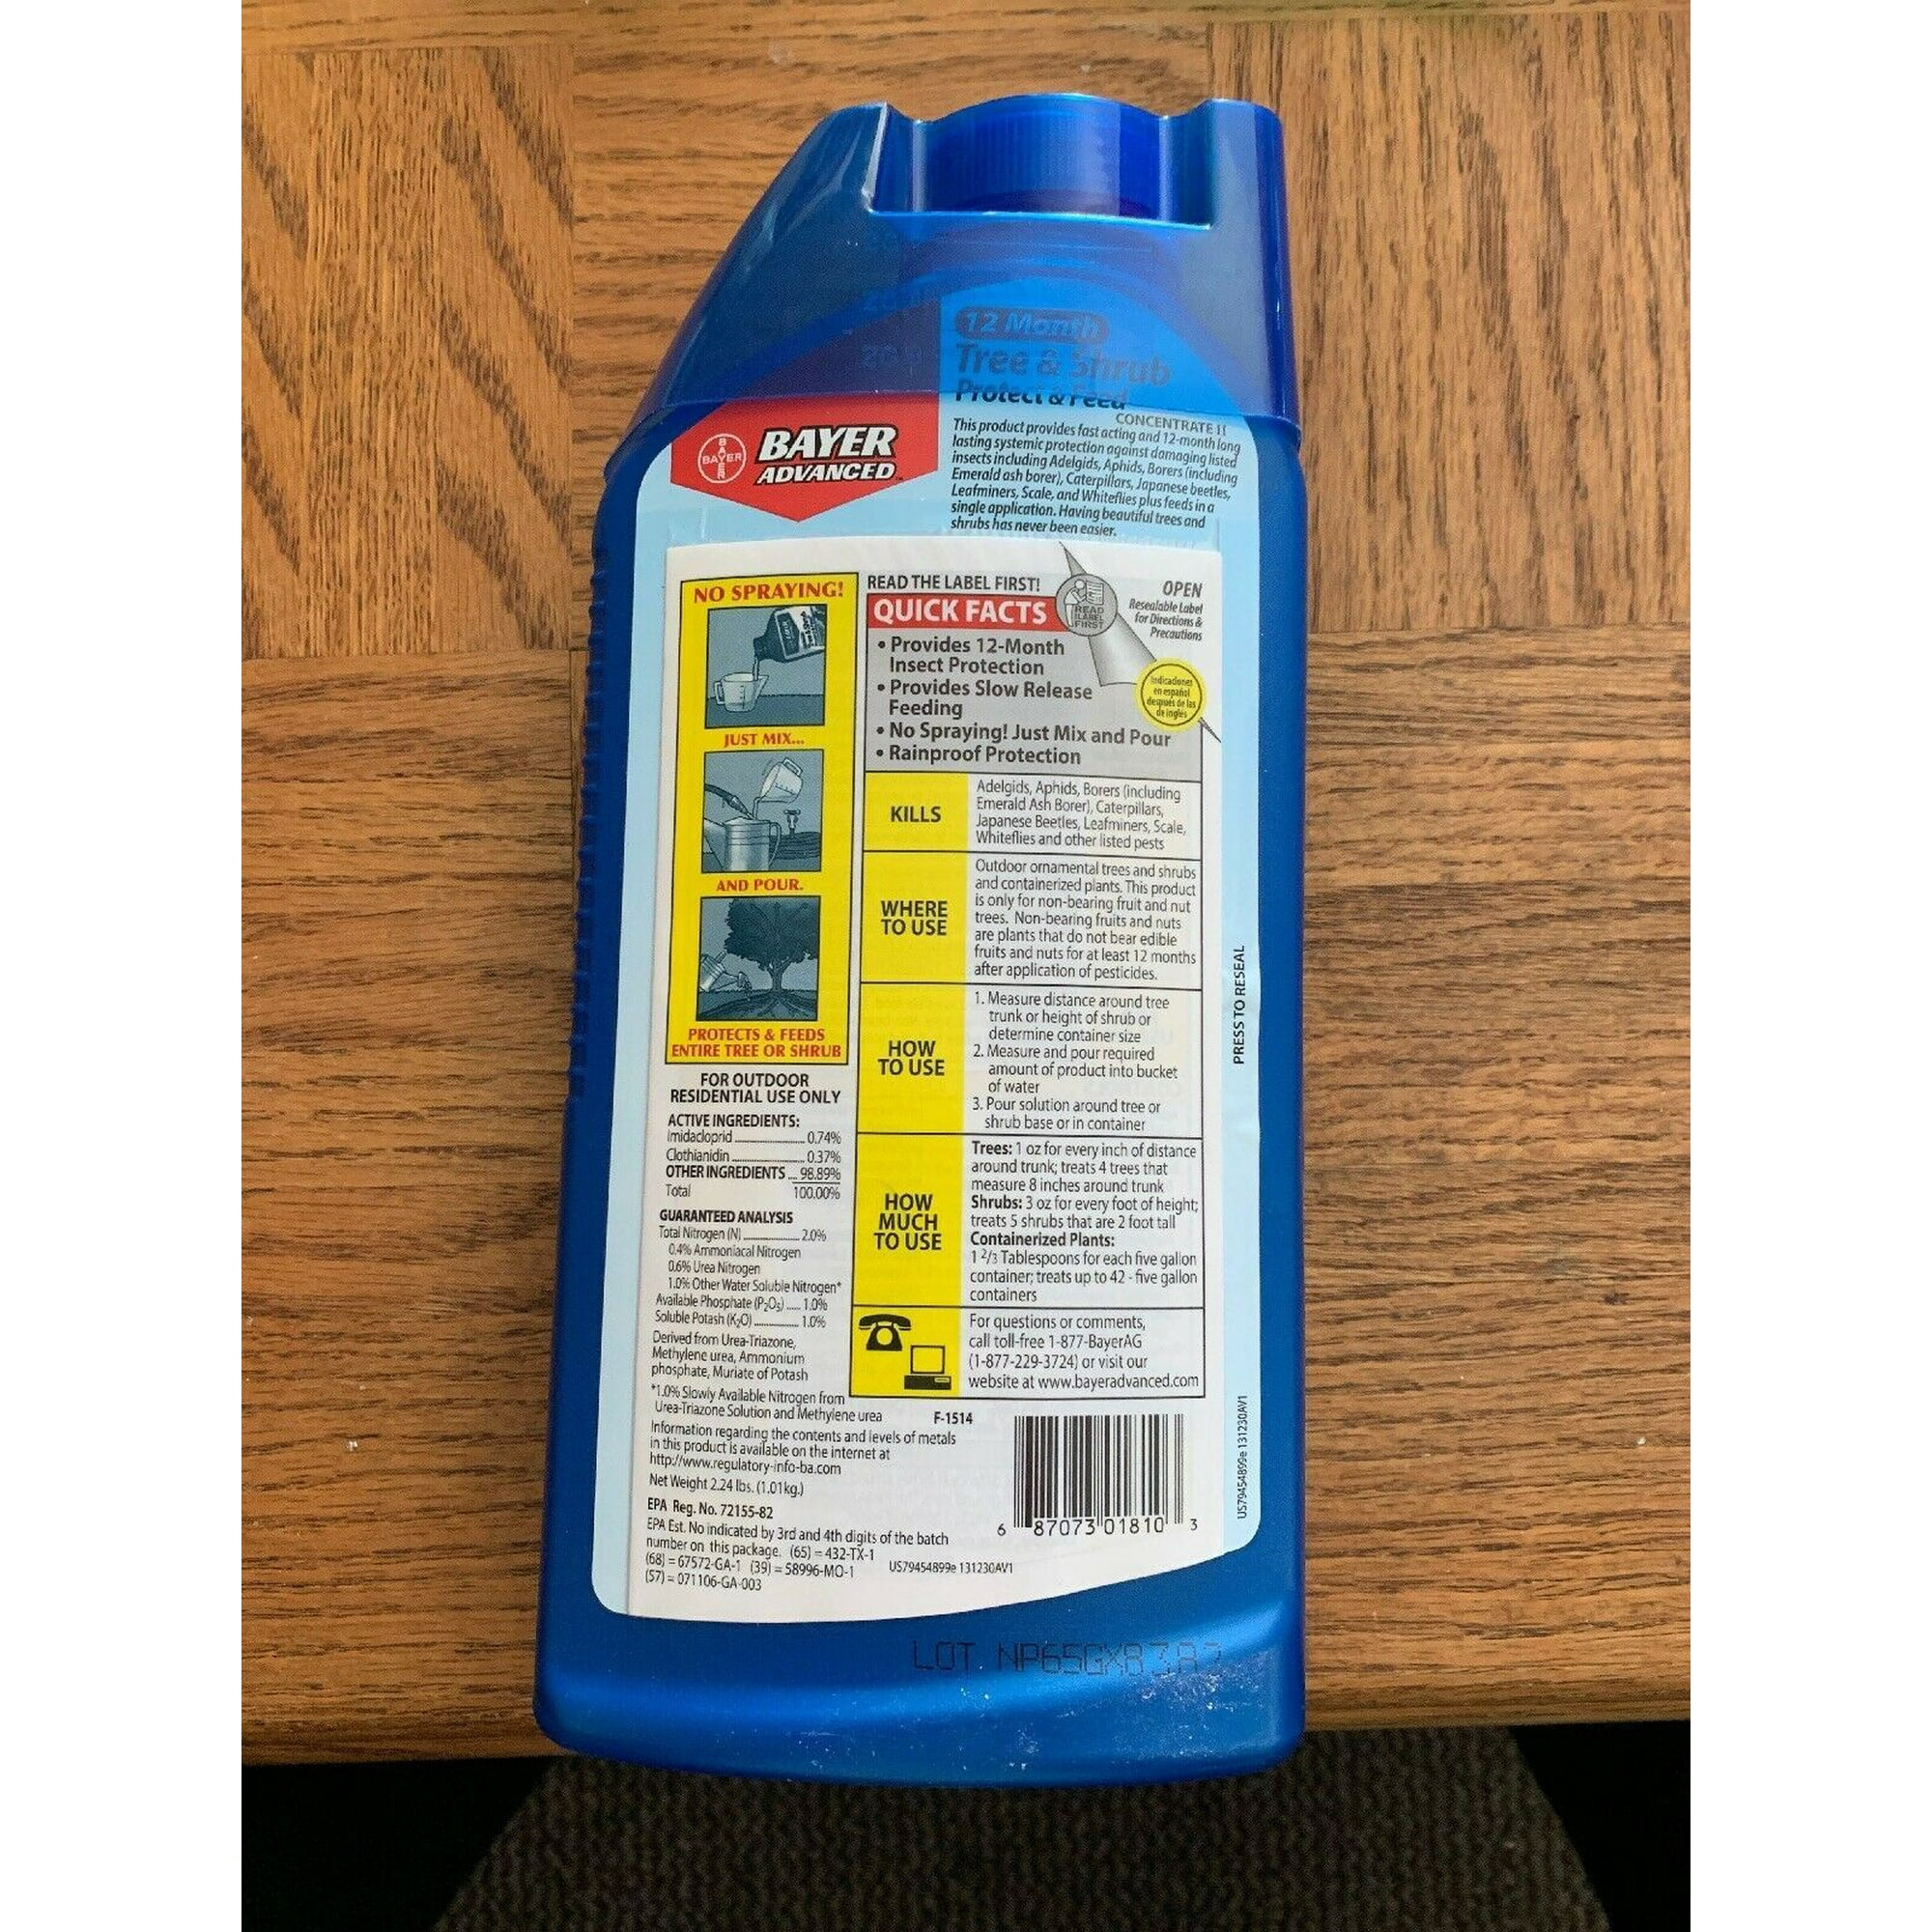 12 Month
Tree & Shrub
Protect & Feed
CONCENTRATE II
BAYER
BAYER
BAYER
ADVANCED
This product provides fast acting and 12-month long
lasting systemic protection against damaging listed
insects including Adelgids, Aphids, Borers (including
Emerald ash borer), Caterpillars, Japanese beetles,
Leafminers, Scale, and Whiteflies plus feeds in a
single application. Having beautiful trees and
shrubs has never been easier.
NO SPRAYING!
JUST MIX...
AND POUR.
PROTECTS & FEEDS
ENTIRE TREE OR SHRUB
FOR OUTDOOR
RESIDENTIAL USE ONLY
ACTIVE INGREDIENTS:
Imidacloprid 0.74%
Clothianidin 0.37%
OTHER INGREDIENTS 98.89%
Total 100.00%
GUARANTEED ANALYSIS
Total Nitrogen (N) 2.0%
0.4% Ammoniacal Nitrogen
0.6% Urea Nitrogen
1.0% Other Water Soluble Nitrogen*
Available Phosphate (P₂O₅) ..... 1.0%
Soluble Potash (K₂O) 1.0%
Derived from Urea-Triazone,
Methylene urea, Ammonium
phosphate, Muriate of Potash
*1.0% Slowly Available Nitrogen from
Urea-Triazone Solution and Methylene urea
F-1514
Information regarding the contents and levels of metals
in this product is available on the internet at
http://www.regulatory-info-ba.com
Net Weight 2.24 lbs. (1.01kg.)
EPA Reg. No. 72155-82
EPA Est. No indicated by 3rd and 4th digits of the batch
number on this package. (65) = 432-TX-1
(68) = 67572-GA-1 (39) = 58996-MO-1
(57) = 071106-GA-003
US79454899e 131230AV1
READ THE LABEL FIRST!
QUICK FACTS
READ
LABEL
FIRST
OPEN
Resealable Label
for Directions &
Precautions
Indicaciones
en español
después de las
de inglés
• Provides 12-Month
Insect Protection
• Provides Slow Release
Feeding
• No Spraying! Just Mix and Pour
• Rainproof Protection
KILLS
Adelgids, Aphids, Borers (including
Emerald Ash Borer), Caterpillars,
Japanese Beetles, Leafminers, Scale,
Whiteflies and other listed pests
WHERE
TO USE
Outdoor ornamental trees and shrubs
and containerized plants. This product
is only for non-bearing fruit and nut
trees. Non-bearing fruits and nuts
are plants that do not bear edible
fruits and nuts for at least 12 months
after application of pesticides.
HOW
TO USE
1. Measure distance around tree
trunk or height of shrub or
determine container size
2. Measure and pour required
amount of product into bucket
of water
3. Pour solution around tree or
shrub base or in container
HOW
MUCH
TO USE
Trees: 1 oz for every inch of distance
around trunk; treats 4 trees that
measure 8 inches around trunk
Shrubs: 3 oz for every foot of height;
treats 5 shrubs that are 2 foot tall
Containerized Plants:
1 2/3 Tablespoons for each five gallon
container; treats up to 42 - five gallon
containers
For questions or comments,
call toll-free 1-877-BayerAG
(1-877-229-3724) or visit our
website at www.bayeradvanced.com
6 87073 01810 3
PRESS TO RESEAL
US79454899e 131230AV1
LOT NP65GX83A